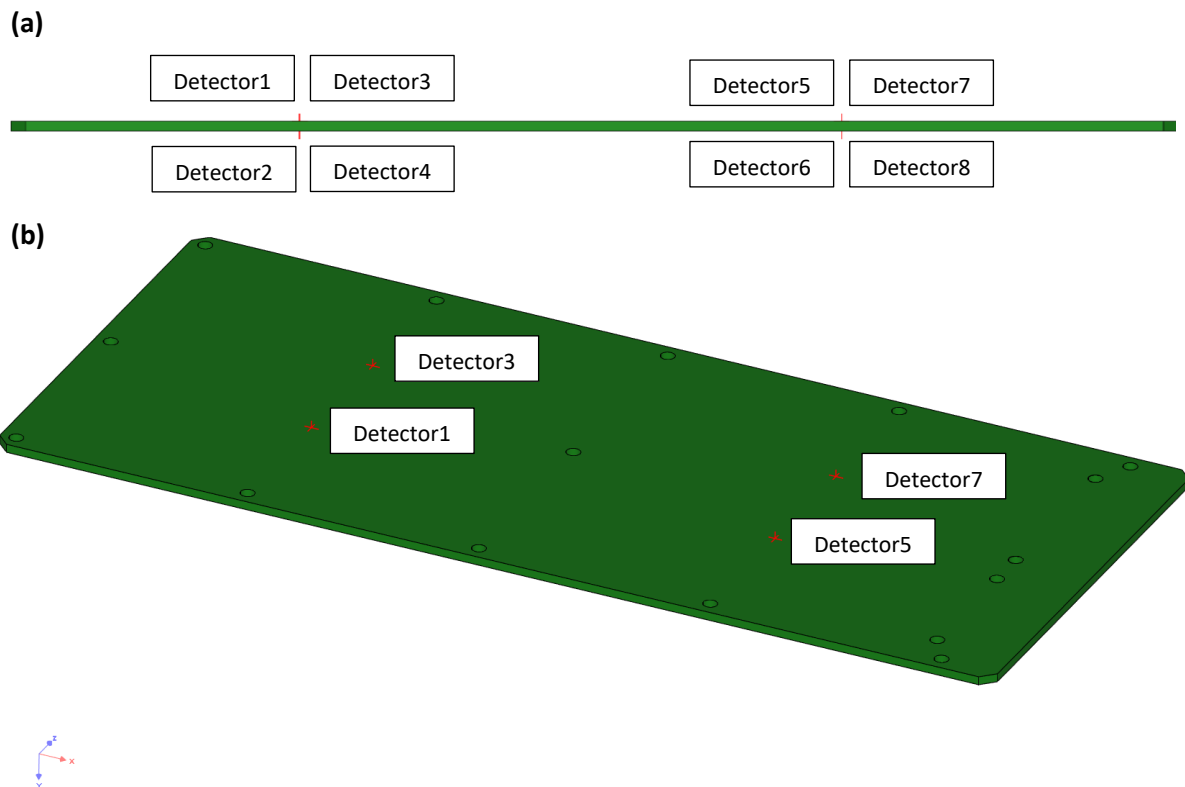 (a)
Detector1 Detector3 Detector5 Detector7
Detector2 Detector4 Detector6 Detector8
(b)
Detector3
Detector1
Detector7
Detector5
z
x
Y